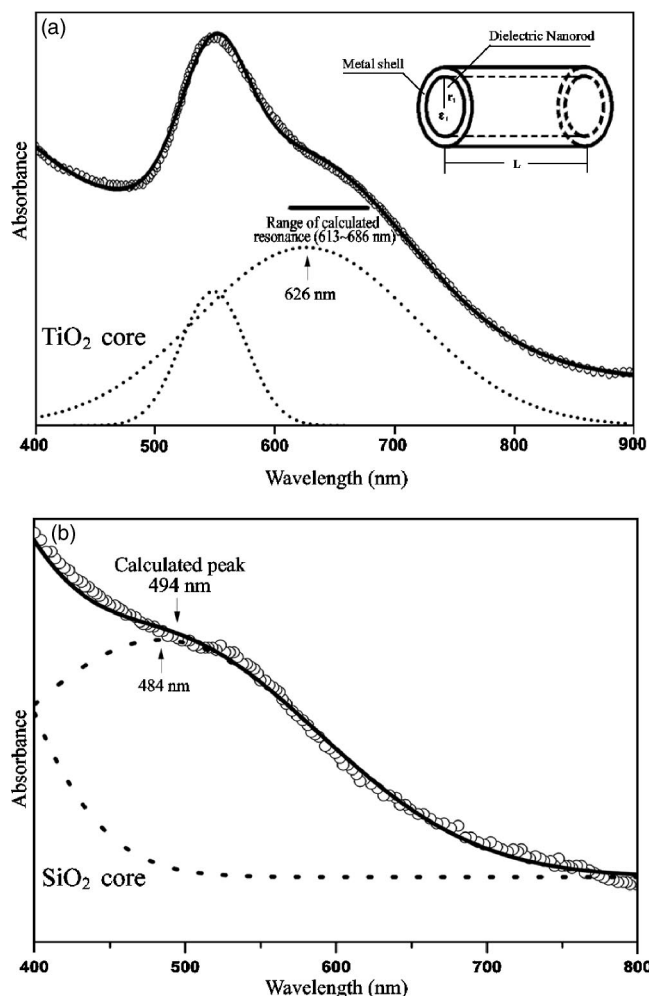 (a)
Dielectric Nanorod
Metal shell
r₁
ε₁
L
Absorbance
Range of calculated
resonance (613~686 nm)
626 nm
TiO₂ core
400 500 600 700 800 900
Wavelength (nm)
(b)
Calculated peak
494 nm
484 nm
Absorbance
SiO₂ core
400 500 600 700 800
Wavelength (nm)